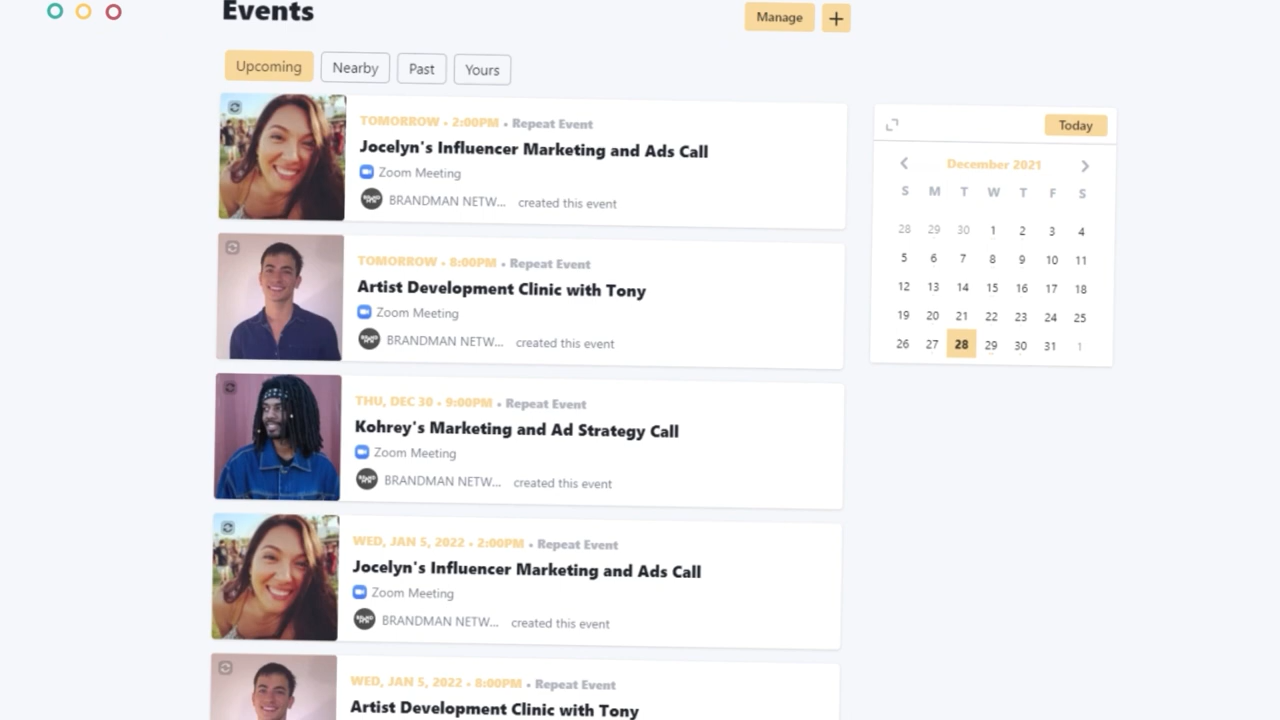 Events
Manage
+
Upcoming
Nearby
Past
Yours
TOMORROW • 2:00PM • Repeat Event
Jocelyn's Influencer Marketing and Ads Call
Zoom Meeting
BRANDMAN NETW... created this event
TOMORROW • 8:00PM • Repeat Event
Artist Development Clinic with Tony
Zoom Meeting
BRANDMAN NETW... created this event
THU, DEC 30 • 9:00PM • Repeat Event
Kohrey's Marketing and Ad Strategy Call
Zoom Meeting
BRANDMAN NETW... created this event
WED, JAN 5, 2022 • 2:00PM • Repeat Event
Jocelyn's Influencer Marketing and Ads Call
Zoom Meeting
BRANDMAN NETW... created this event
WED, JAN 5, 2022 • 8:00PM • Repeat Event
Artist Development Clinic with Tony
Today
December 2021
S M T W T F S
28 29 30 1 2 3 4
5 6 7 8 9 10 11
12 13 14 15 16 17 18
19 20 21 22 23 24 25
26 27 28 29 30 31 1